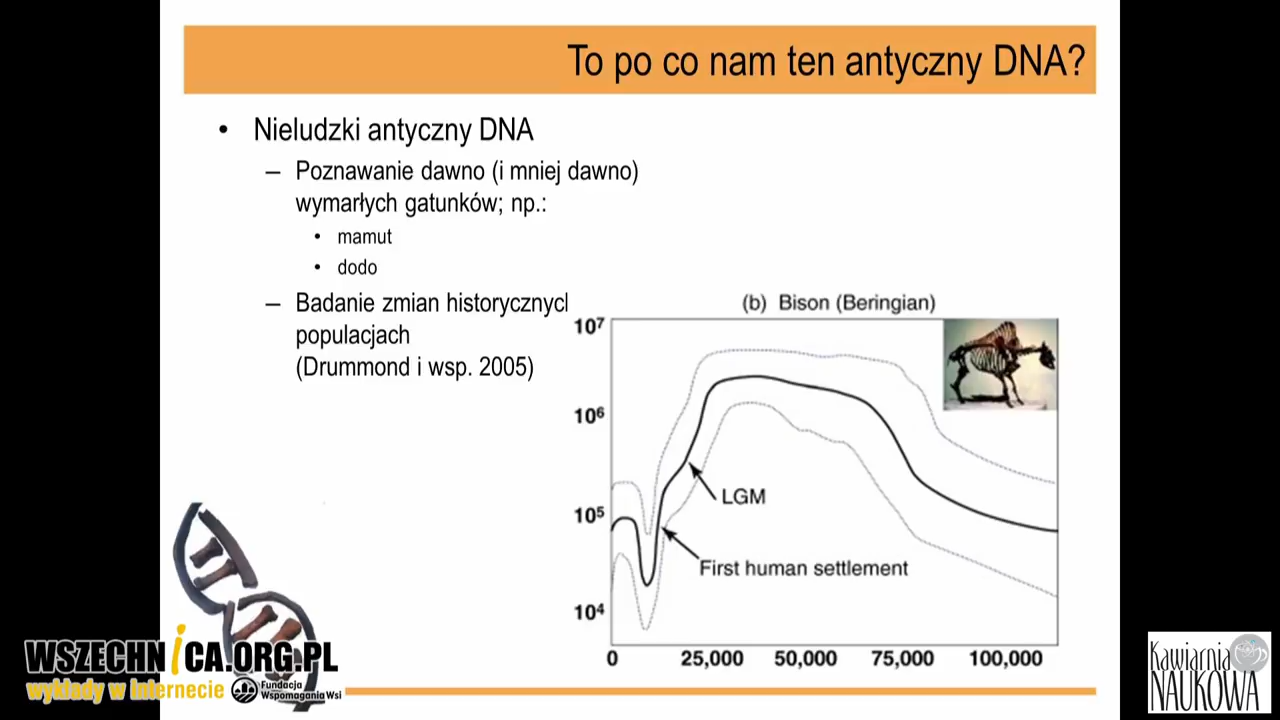 To po co nam ten antyczny DNA?
• Nieludzki antyczny DNA
– Poznawanie dawno (i mniej dawno)
wymarłych gatunków; np.:
• mamut
• dodo
– Badanie zmian historycznych
populacjach
(Drummond i wsp. 2005)
(b) Bison (Beringian)
10⁷
10⁶
10⁵
10⁴
LGM
First human settlement
0 25,000 50,000 75,000 100,000
WSZECHNiCA.ORG.PL
wykłady w Internecie
Fundacja
Wspomagania Wsi
Kawiarnia
NAUKOWA